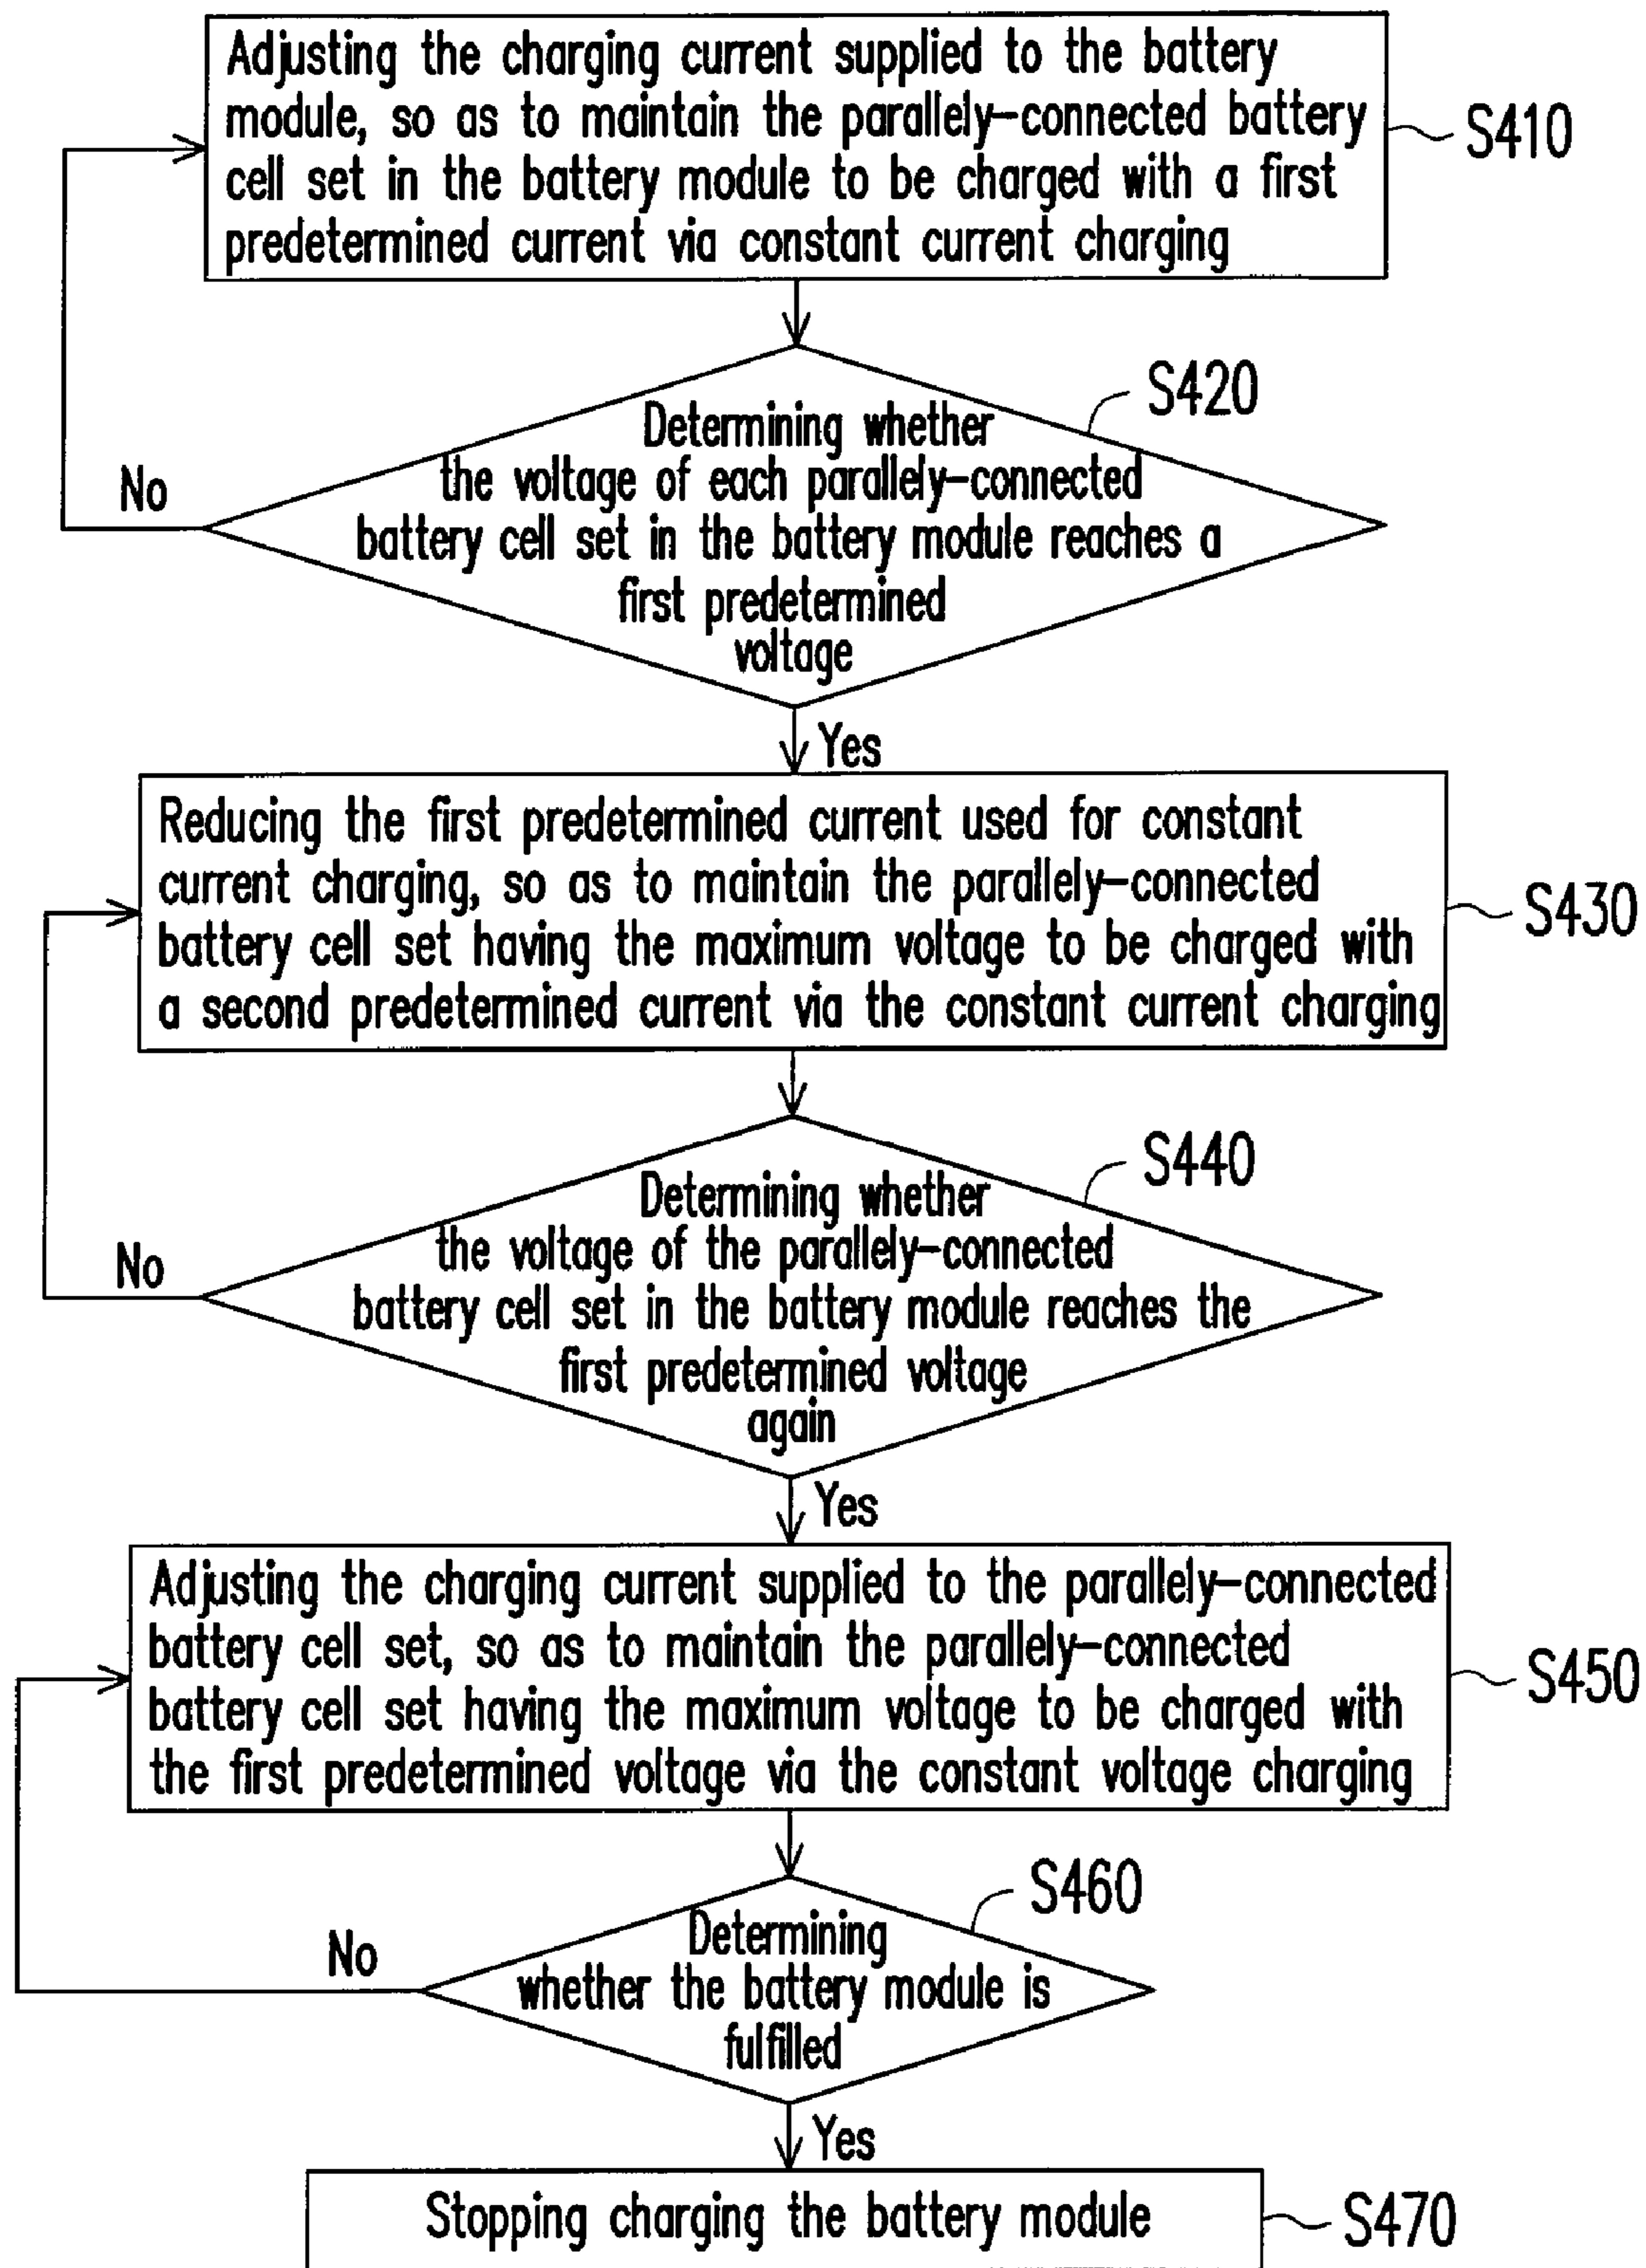 Adjusting the charging current supplied to the battery
module, so as to maintain the parallely-connected battery
cell set in the battery module to be charged with a first
predetermined current via constant current charging
S410
S420
Determining whether
the voltage of each parallely-connected
battery cell set in the battery module reaches a
first predetermined
voltage
No
Yes
Reducing the first predetermined current used for constant
current charging, so as to maintain the parallely-connected
battery cell set having the maximum voltage to be charged with
a second predetermined current via the constant current charging
S430
S440
Determining whether
the voltage of the parallely-connected
battery cell set in the battery module reaches the
first predetermined voltage
again
No
Yes
Adjusting the charging current supplied to the parallely-connected
battery cell set, so as to maintain the parallely-connected
battery cell set having the maximum voltage to be charged with
the first predetermined voltage via the constant voltage charging
S450
S460
Determining
whether the battery module is
fulfilled
No
Yes
Stopping charging the battery module
S470